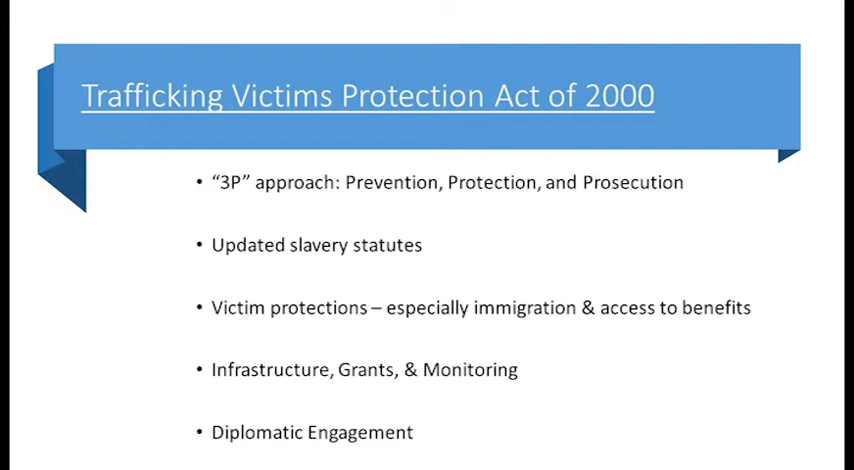 Trafficking Victims Protection Act of 2000
• “3P” approach: Prevention, Protection, and Prosecution
• Updated slavery statutes
• Victim protections – especially immigration & access to benefits
• Infrastructure, Grants, & Monitoring
• Diplomatic Engagement